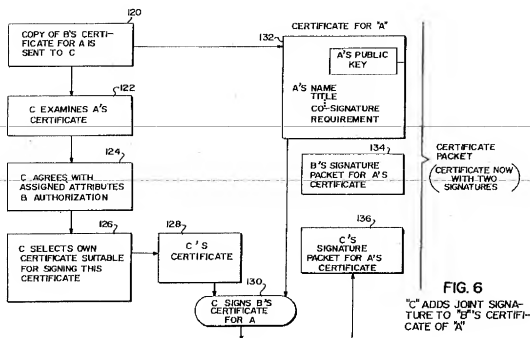 120
COPY OF B'S CERTI-
FICATE FOR A IS
SENT TO C
122
C EXAMINES A'S
CERTIFICATE
124
C AGREES WITH
ASSIGNED ATTRIBUTES
& AUTHORIZATION
126
C SELECTS OWN
CERTIFICATE SUITABLE
FOR SIGNING THIS
CERTIFICATE
128
C'S
CERTIFICATE
130
C SIGNS B'S
CERTIFICATE
FOR A
CERTIFICATE FOR "A"
132
A'S PUBLIC
KEY
A'S NAME
TITLE
CO-SIGNATURE
REQUIREMENT
134
B'S SIGNATURE
PACKET FOR A'S
CERTIFICATE
136
C'S
SIGNATURE
PACKET FOR A'S
CERTIFICATE
CERTIFICATE
PACKET
(CERTIFICATE NOW
WITH TWO
SIGNATURES)
FIG. 6
"C" ADDS JOINT SIGNA-
TURE TO "B"'S CERTIFI-
CATE OF "A"